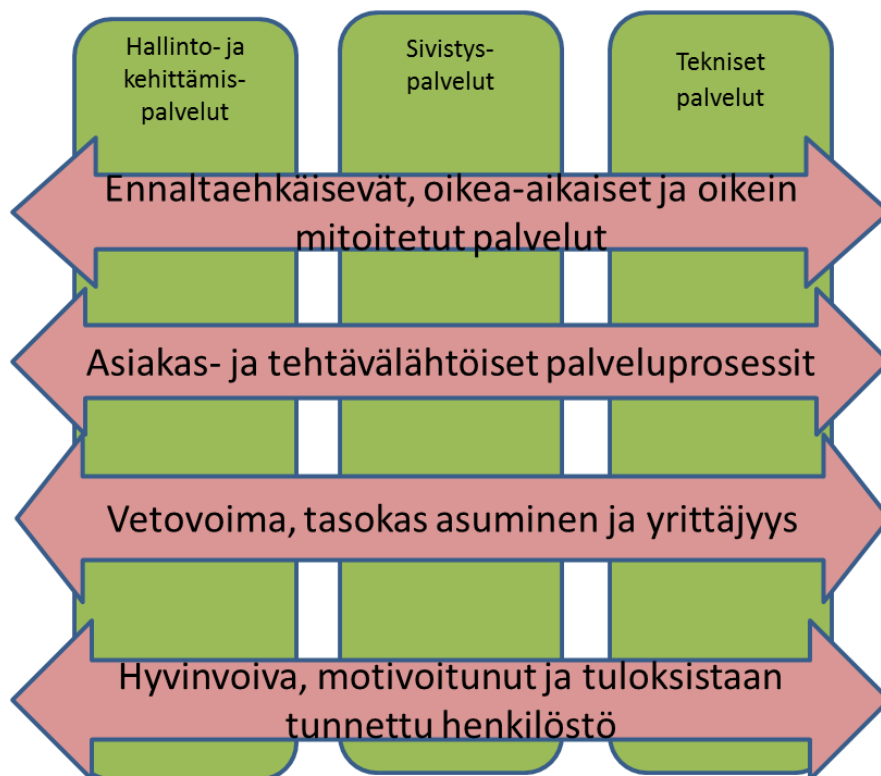 Hallinto- ja
kehittämis-
palvelut
Sivistys-
palvelut
Tekniset
palvelut
Ennaltaehkäisevät, oikea-aikaiset ja oikein
mitoitetut palvelut
Asiakas- ja tehtävälähtöiset palveluprosessit
Vetovoima, tasokas asuminen ja yrittäjyys
Hyvinvoiva, motivoitunut ja tuloksistaan
tunnettu henkilöstö